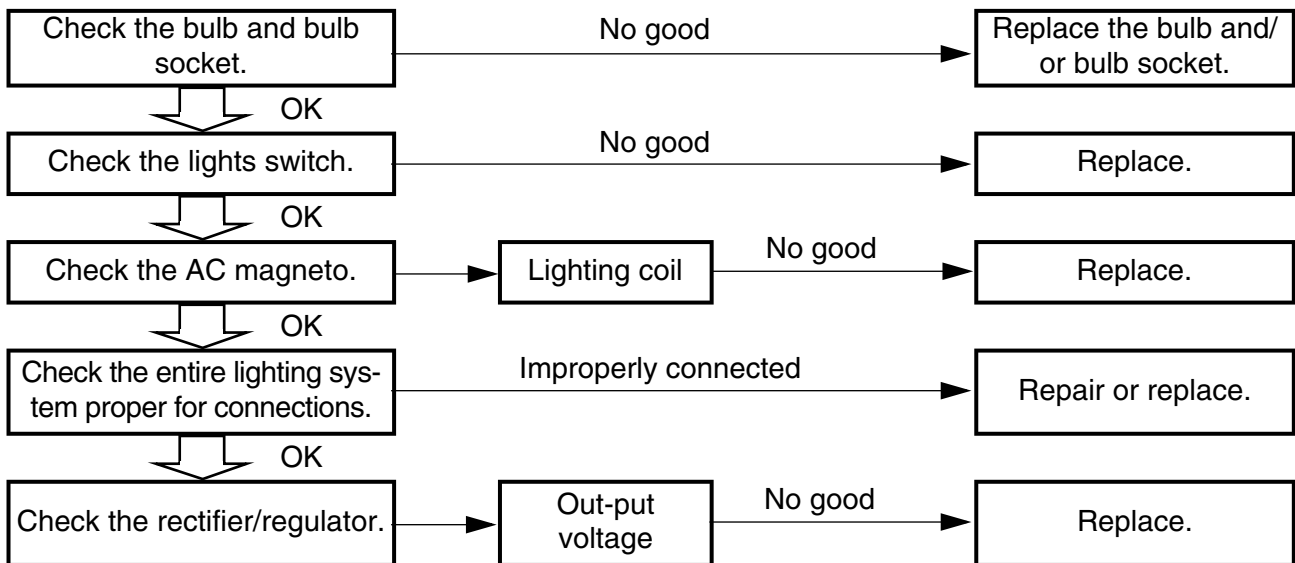 Check the bulb and bulb
socket.
No good
Replace the bulb and/
or bulb socket.
OK
Check the lights switch.
No good
Replace.
OK
Check the AC magneto.
Lighting coil
No good
Replace.
OK
Check the entire lighting sys-
tem proper for connections.
Improperly connected
Repair or replace.
OK
Check the rectifier/regulator.
Out-put
voltage
No good
Replace.